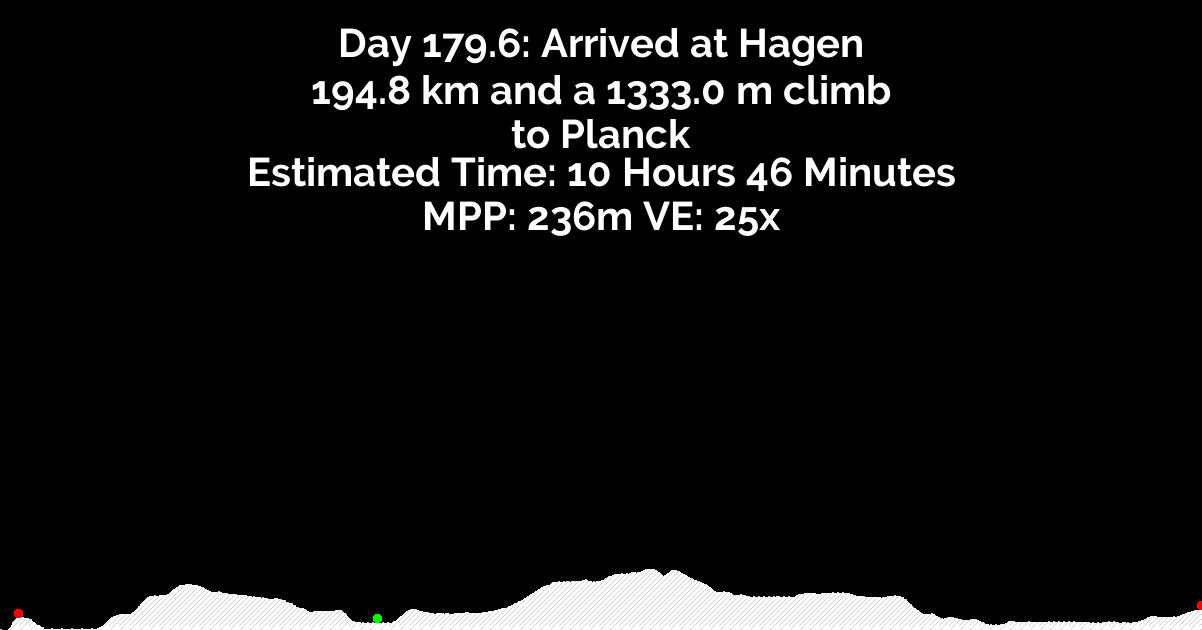 Day 179.6: Arrived at Hagen
194.8 km and a 1333.0 m climb
to Planck
Estimated Time: 10 Hours 46 Minutes
MPP: 236m VE: 25x